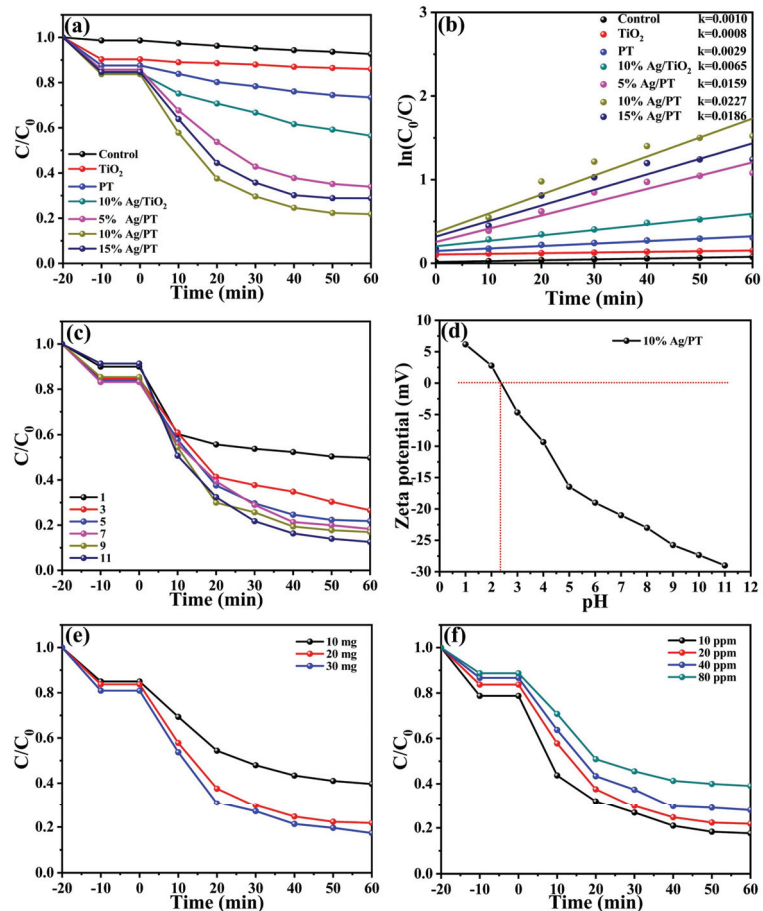 (a)
C/C0
1.0
0.8
0.6
0.4
0.2
0.0
Control
TiO2
PT
10% Ag/TiO2
5% Ag/PT
10% Ag/PT
15% Ag/PT
-20 -10 0 10 20 30 40 50 60
Time (min)
(b)
ln(C0/C)
3
2
1
0
Control k=0.0010
TiO2 k=0.0008
PT k=0.0029
10% Ag/TiO2 k=0.0065
5% Ag/PT k=0.0159
10% Ag/PT k=0.0227
15% Ag/PT k=0.0186
0 10 20 30 40 50 60
Time (min)
(c)
C/C0
1.0
0.8
0.6
0.4
0.2
0.0
1
3
5
7
9
11
-20 -10 0 10 20 30 40 50 60
Time (min)
(d)
Zeta potential (mV)
10
5
0
-5
-10
-15
-20
-25
-30
10% Ag/PT
0 1 2 3 4 5 6 7 8 9 10 11 12
pH
(e)
C/C0
1.0
0.8
0.6
0.4
0.2
0.0
10 mg
20 mg
30 mg
-20 -10 0 10 20 30 40 50 60
Time (min)
(f)
C/C0
1.0
0.8
0.6
0.4
0.2
0.0
10 ppm
20 ppm
40 ppm
80 ppm
-20 -10 0 10 20 30 40 50 60
Time (min)